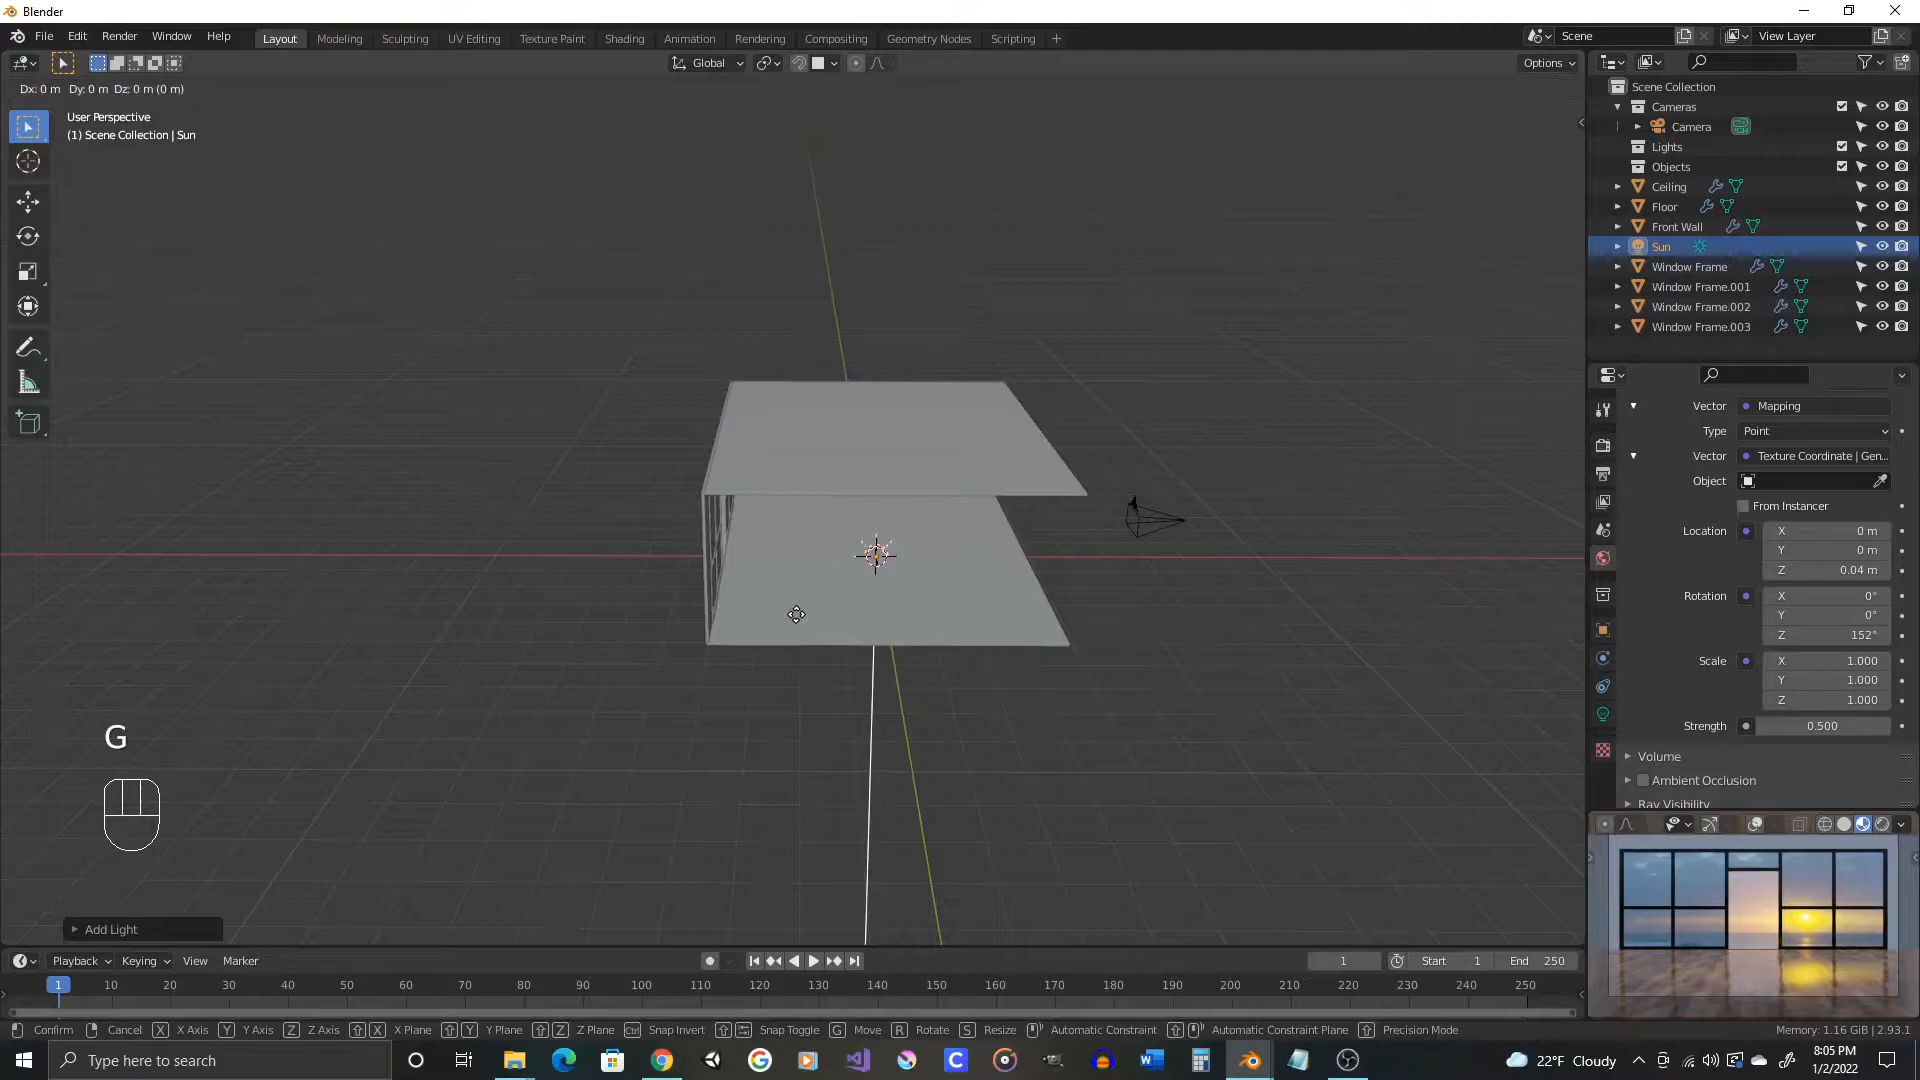 Blender
File Edit Render Window Help
Layout Modeling Sculpting UV Editing Texture Paint Shading Animation Rendering Compositing Geometry Nodes Scripting +
Scene
View Layer
Global
Options
Dx: 0 m Dy: 0 m Dz: 0 m (0 m)
User Perspective
(1) Scene Collection | Sun
Scene Collection
Cameras
Camera
Lights
Objects
Ceiling
Floor
Front Wall
Sun
Window Frame
Window Frame.001
Window Frame.002
Window Frame.003
Vector Mapping
Type Point
Vector Texture Coordinate | Gen...
Object
From Instancer
Location X 0 m
Y 0 m
Z 0.04 m
Rotation X 0°
Y 0°
Z 152°
Scale X 1.000
Y 1.000
Z 1.000
Strength 0.500
Volume
Ambient Occlusion
Ray Visibility
G
Add Light
Playback Keying View Marker
1 Start 1 End 250
1 10 20 30 40 50 60 70 80 90 100 110 120 130 140 150 160 170 180 190 200 210 220 230 240 250
Confirm Cancel X X Axis Y Y Axis Z Z Axis X X Plane Y Y Plane Z Z Plane Ctrl Snap Invert Snap Toggle G Move R Rotate S Resize Automatic Constraint Automatic Constraint Plane Precision Mode
Memory: 1.16 GiB | 2.93.1
Type here to search
22°F Cloudy
8:05 PM
1/2/2022